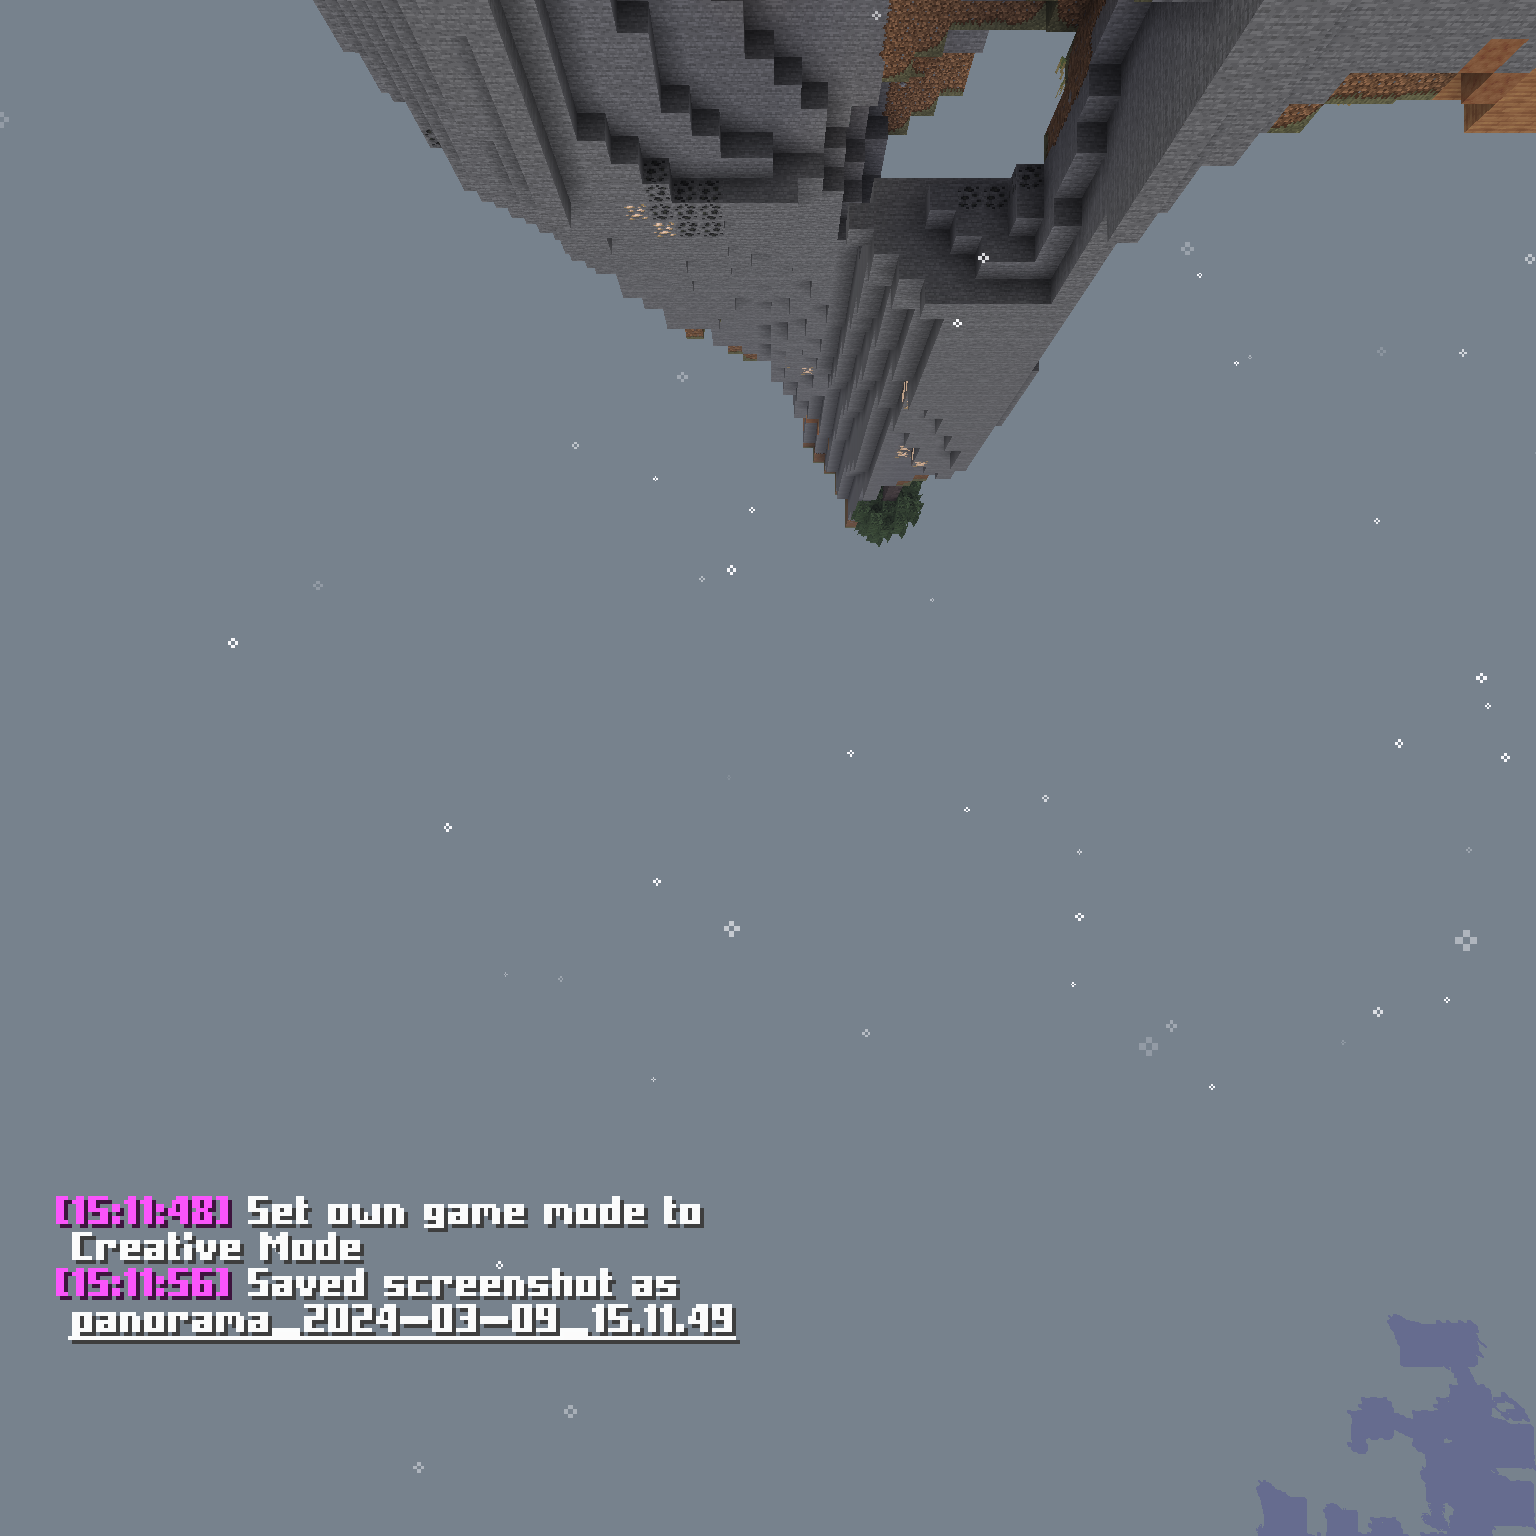 [15:11:48] Set own game mode to
Creative Mode
[15:11:56] Saved screenshot as
panorama_2024-03-09_15.11.49